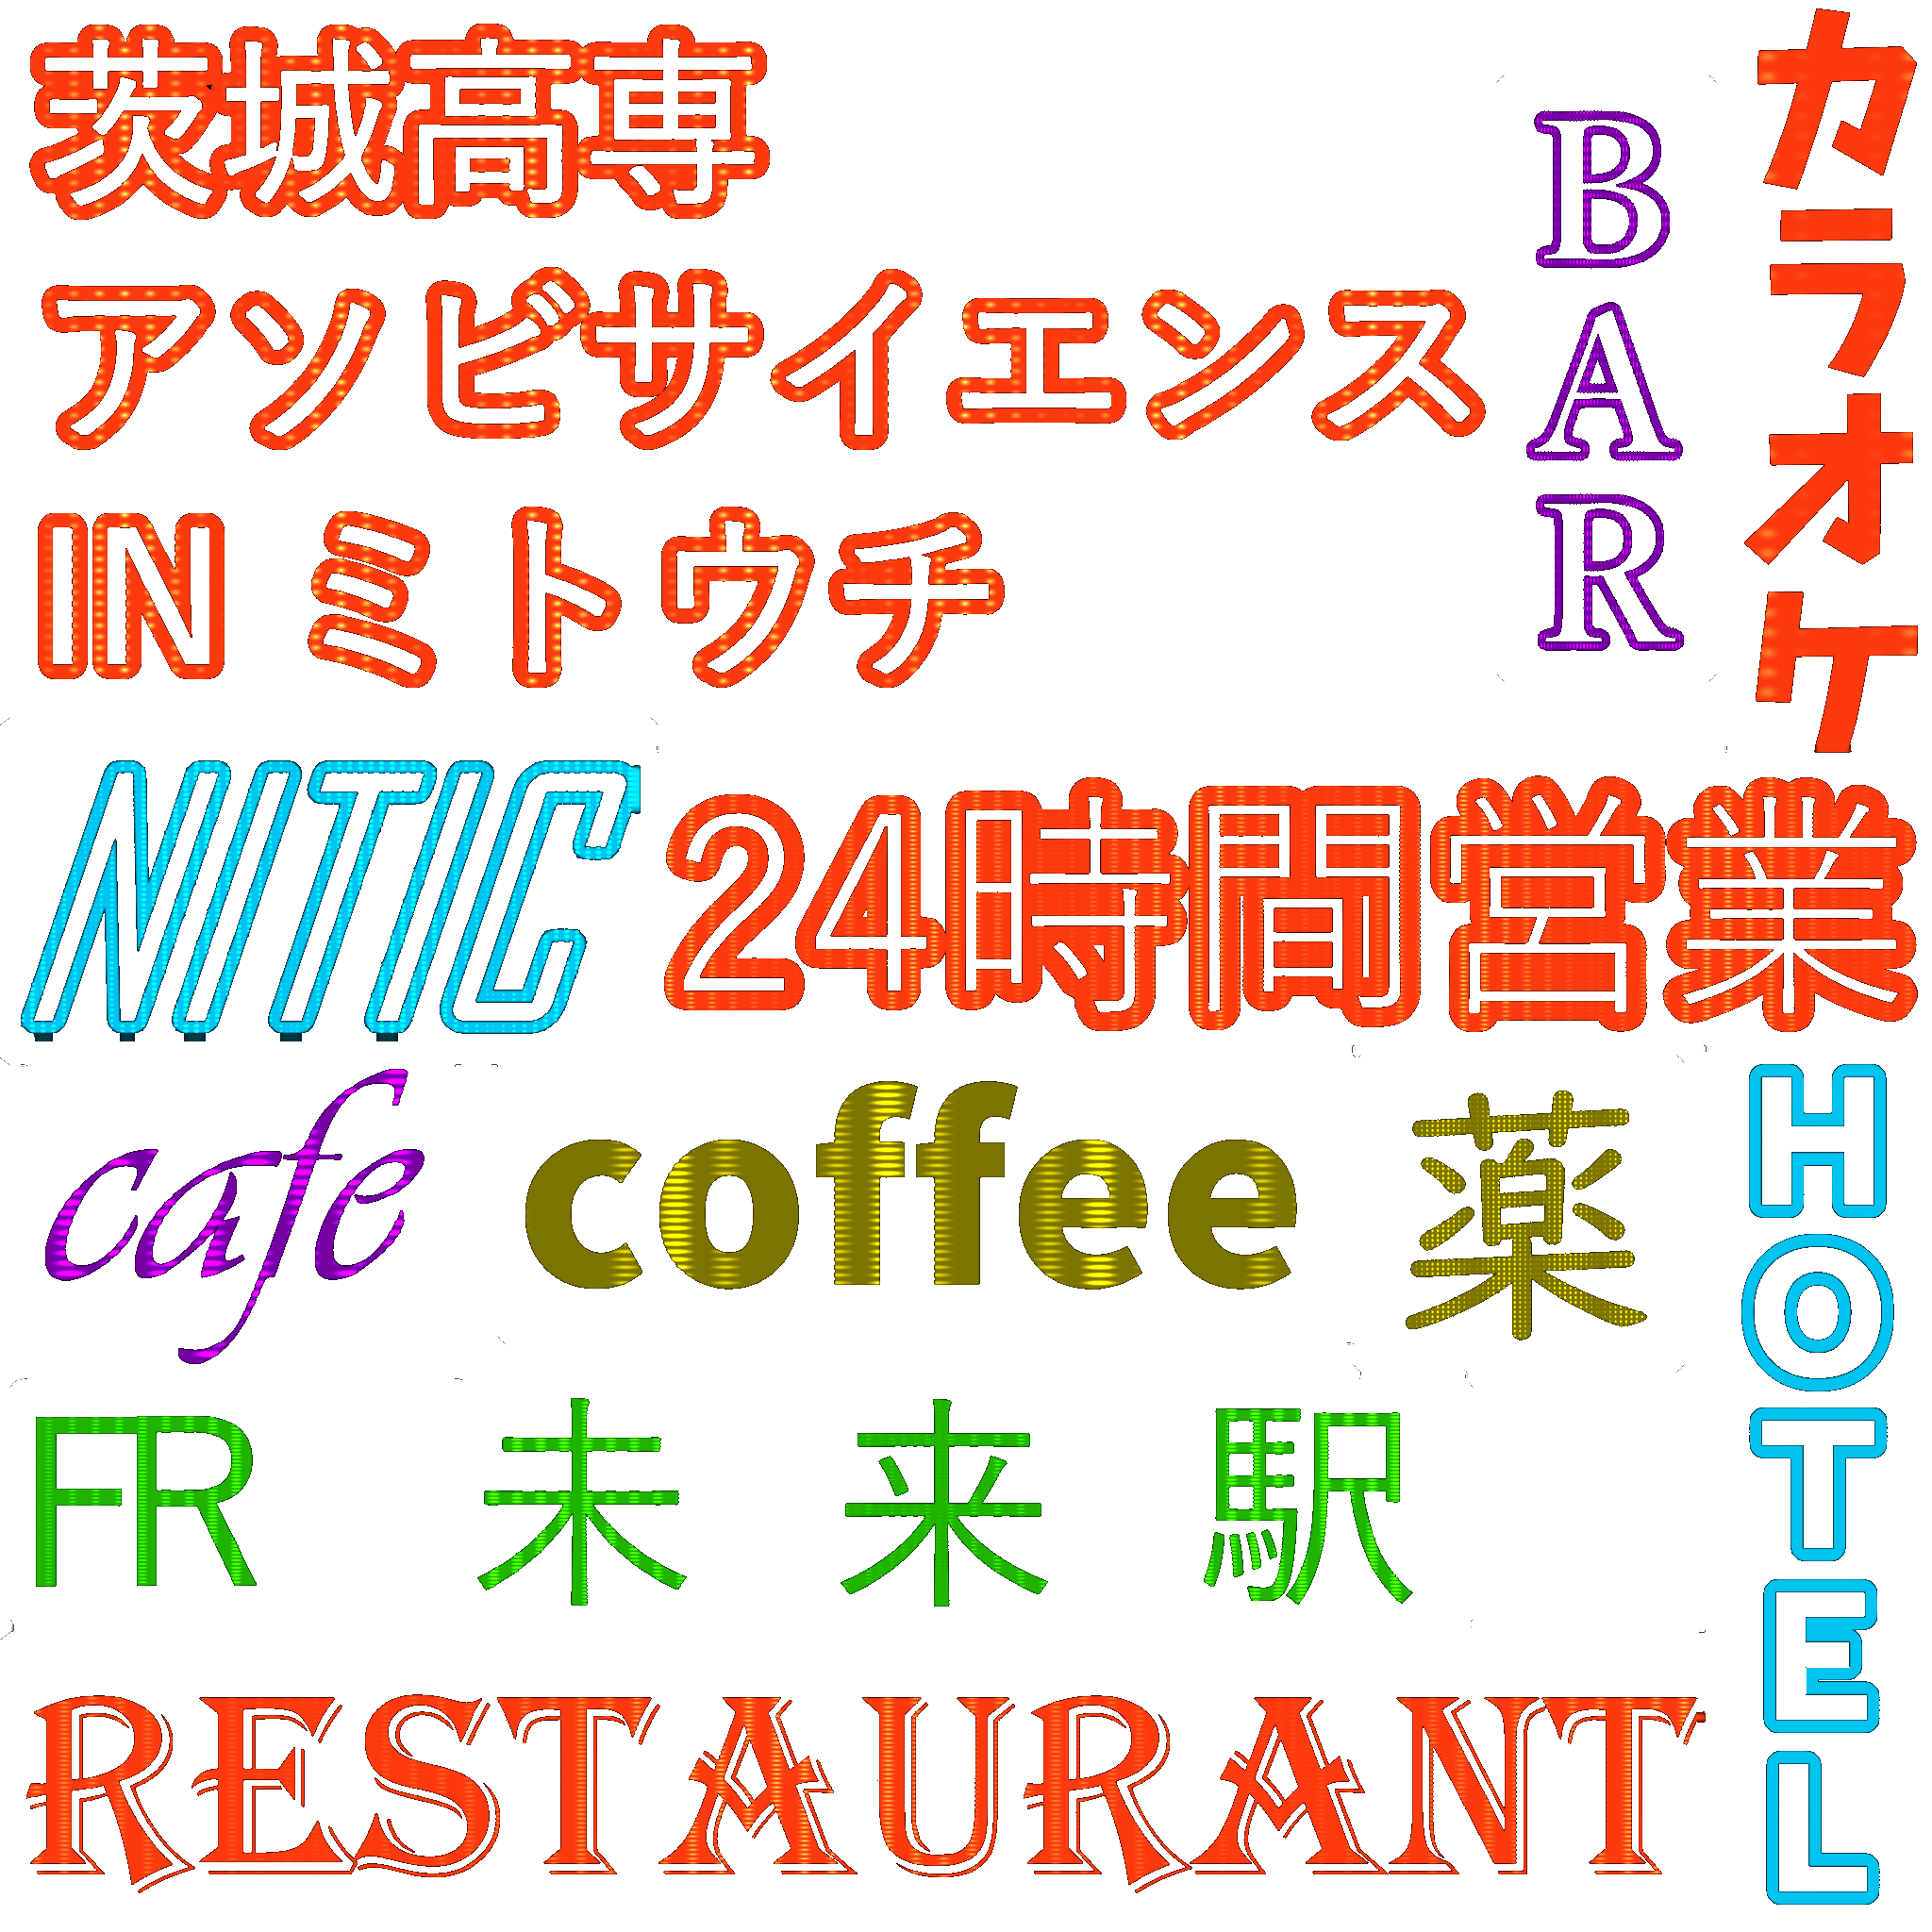 茨城高専
アソビサイエンス
IN ミトウチ
BAR
カラオケ
NITIC
24時間営業
cafe
coffee
薬
HOTEL
FR 未来駅
RESTAURANT